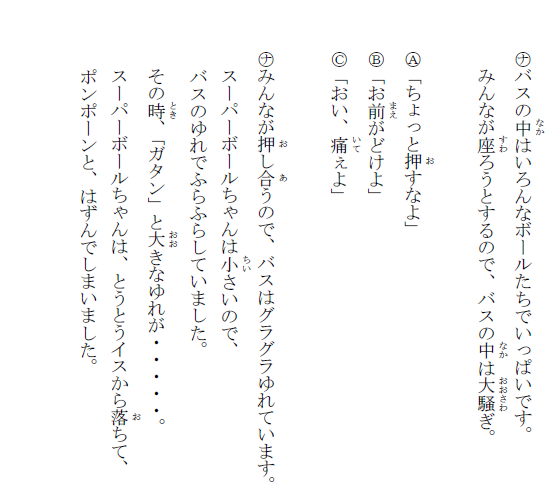 ㋤バスの中はいろんなボールたちでいっぱいです。
みんなが座ろうとするので、バスの中は大騒ぎ。
Ⓐ「ちょっと押すなよ」
Ⓑ「お前がどけよ」
Ⓒ「おい、痛ぇよ」
㋤みんなが押し合うので、バスはグラグラゆれています。
スーパーボールちゃんは小さいので、
バスのゆれでふらふらしていました。
その時、「ガタン」と大きなゆれが・・・・・。
スーパーボールちゃんは、とうとうイスから落ちて、
ポンポーンと、はずんでしまいました。